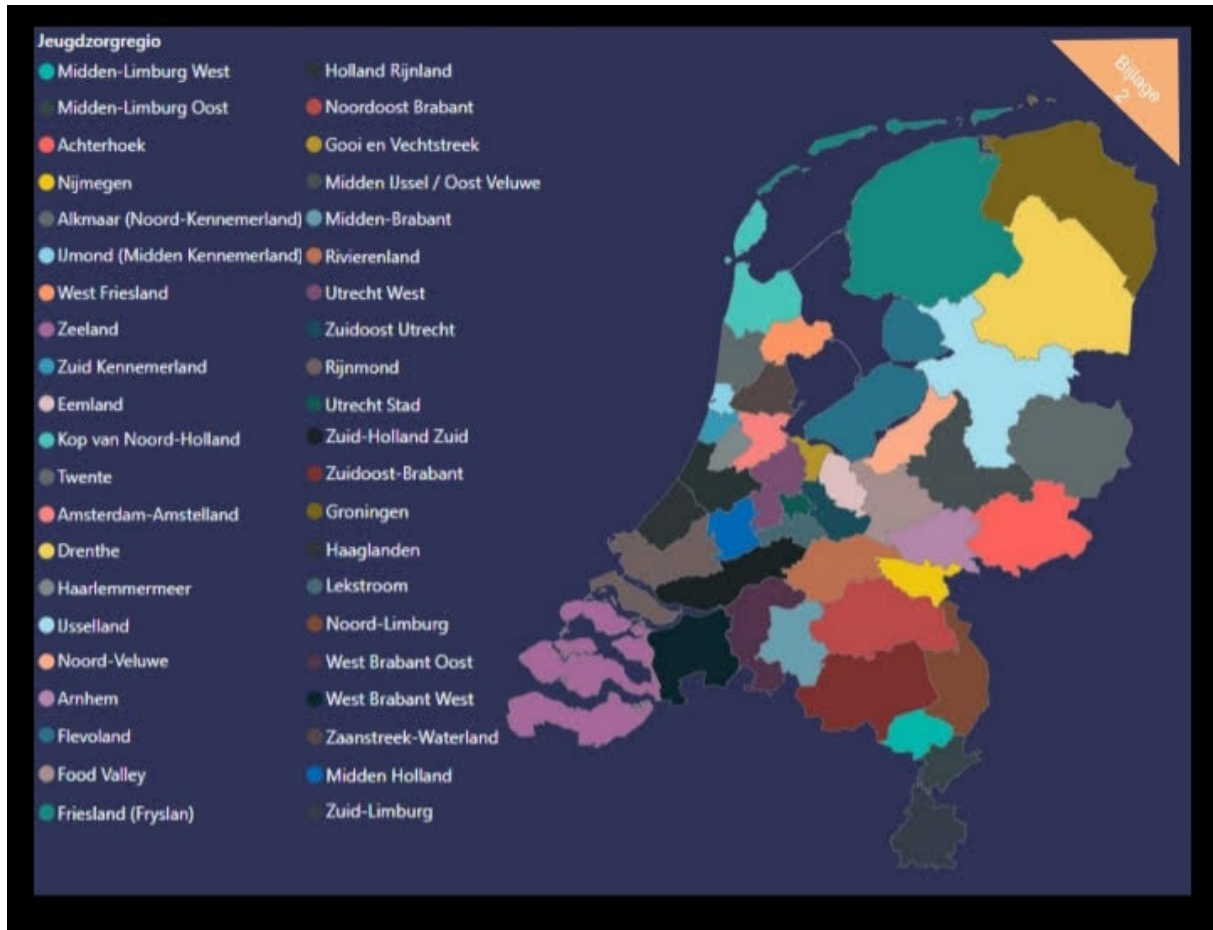 Jeugdzorgregio
Midden-Limburg West
Midden-Limburg Oost
Achterhoek
Nijmegen
Alkmaar (Noord-Kennemerland)
IJmond (Midden Kennemerland)
West Friesland
Zeeland
Zuid Kennemerland
Eemland
Kop van Noord-Holland
Twente
Amsterdam-Amstelland
Drenthe
Haarlemmermeer
IJsselland
Noord-Veluwe
Arnhem
Flevoland
Food Valley
Friesland (Fryslan)
Holland Rijnland
Noordoost Brabant
Gooi en Vechtstreek
Midden IJssel / Oost Veluwe
Midden-Brabant
Rivierenland
Utrecht West
Zuidoost Utrecht
Rijnmond
Utrecht Stad
Zuid-Holland Zuid
Zuidoost-Brabant
Groningen
Haaglanden
Lekstroom
Noord-Limburg
West Brabant Oost
West Brabant West
Zaanstreek-Waterland
Midden Holland
Zuid-Limburg
Bijlage
2